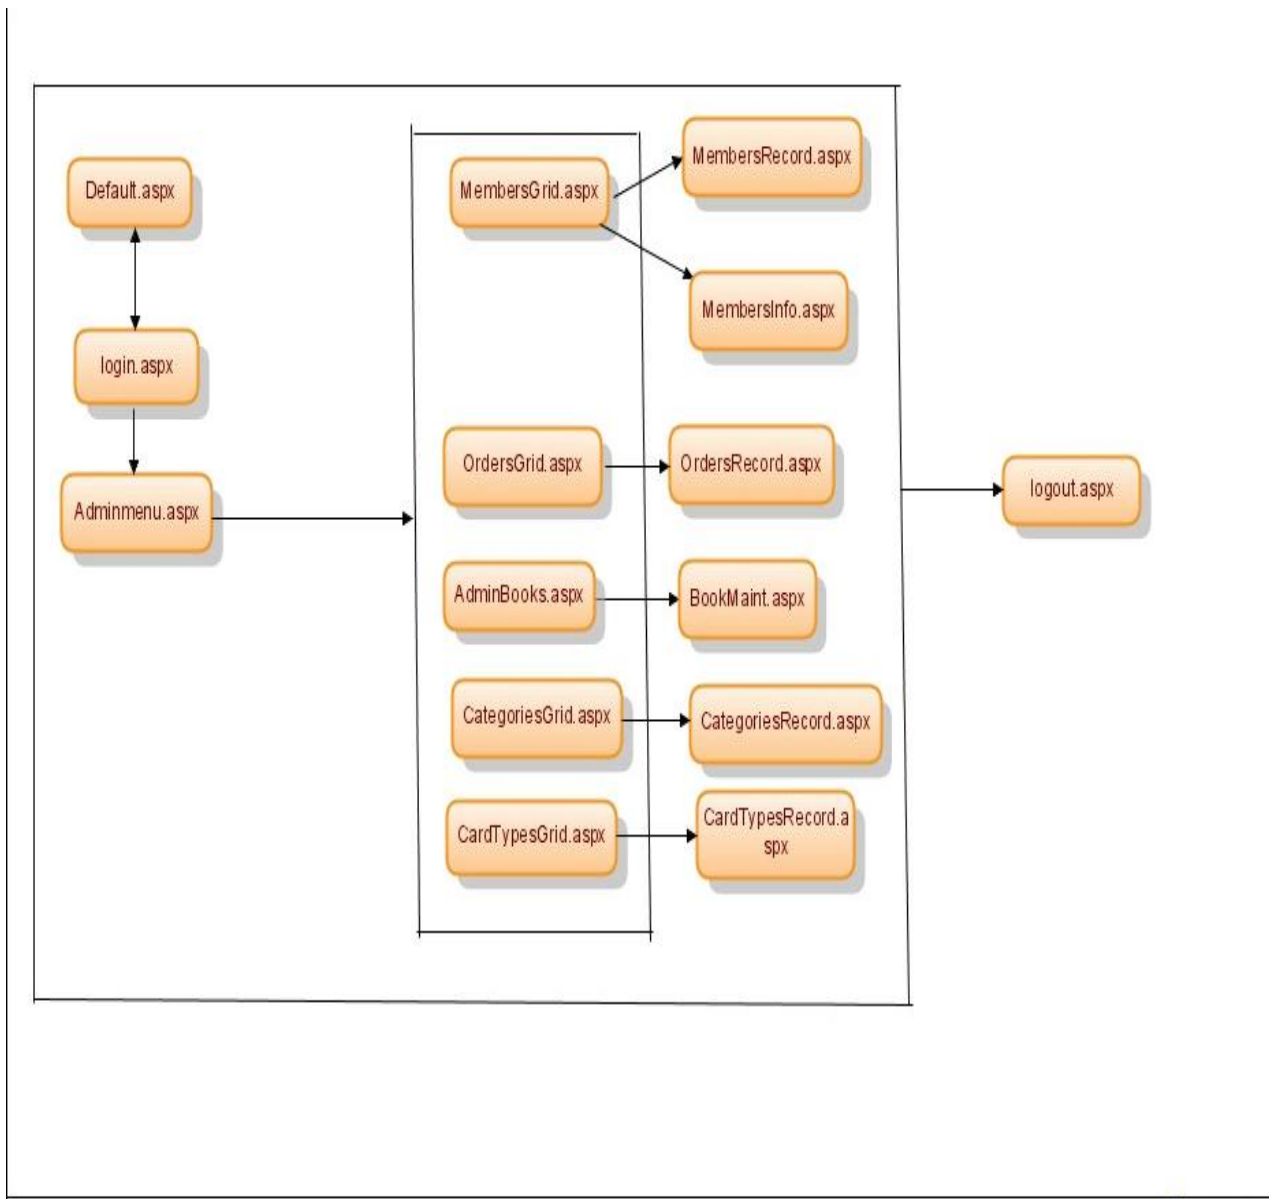 Default.aspx
login.aspx
Adminmenu.aspx
MembersGrid.aspx
MembersRecord.aspx
MembersInfo.aspx
OrdersGrid.aspx
OrdersRecord.aspx
AdminBooks.aspx
BookMaint.aspx
CategoriesGrid.aspx
CategoriesRecord.aspx
CardTypesGrid.aspx
CardTypesRecord.a
spx
logout.aspx